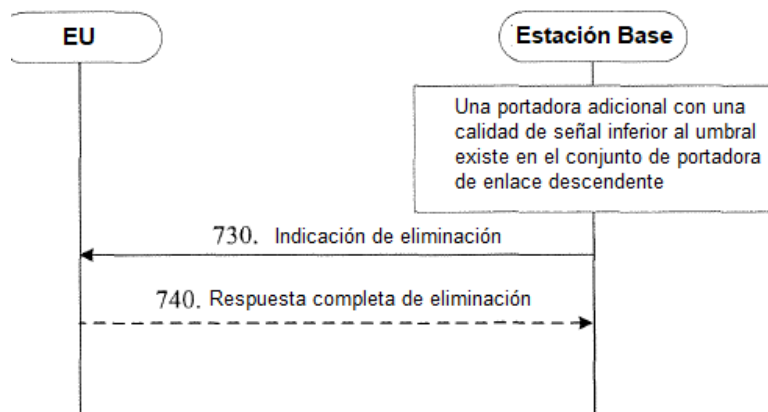 EU
Estación Base
Una portadora adicional con una
calidad de señal inferior al umbral
existe en el conjunto de portadora
de enlace descendente
730. Indicación de eliminación
740. Respuesta completa de eliminación